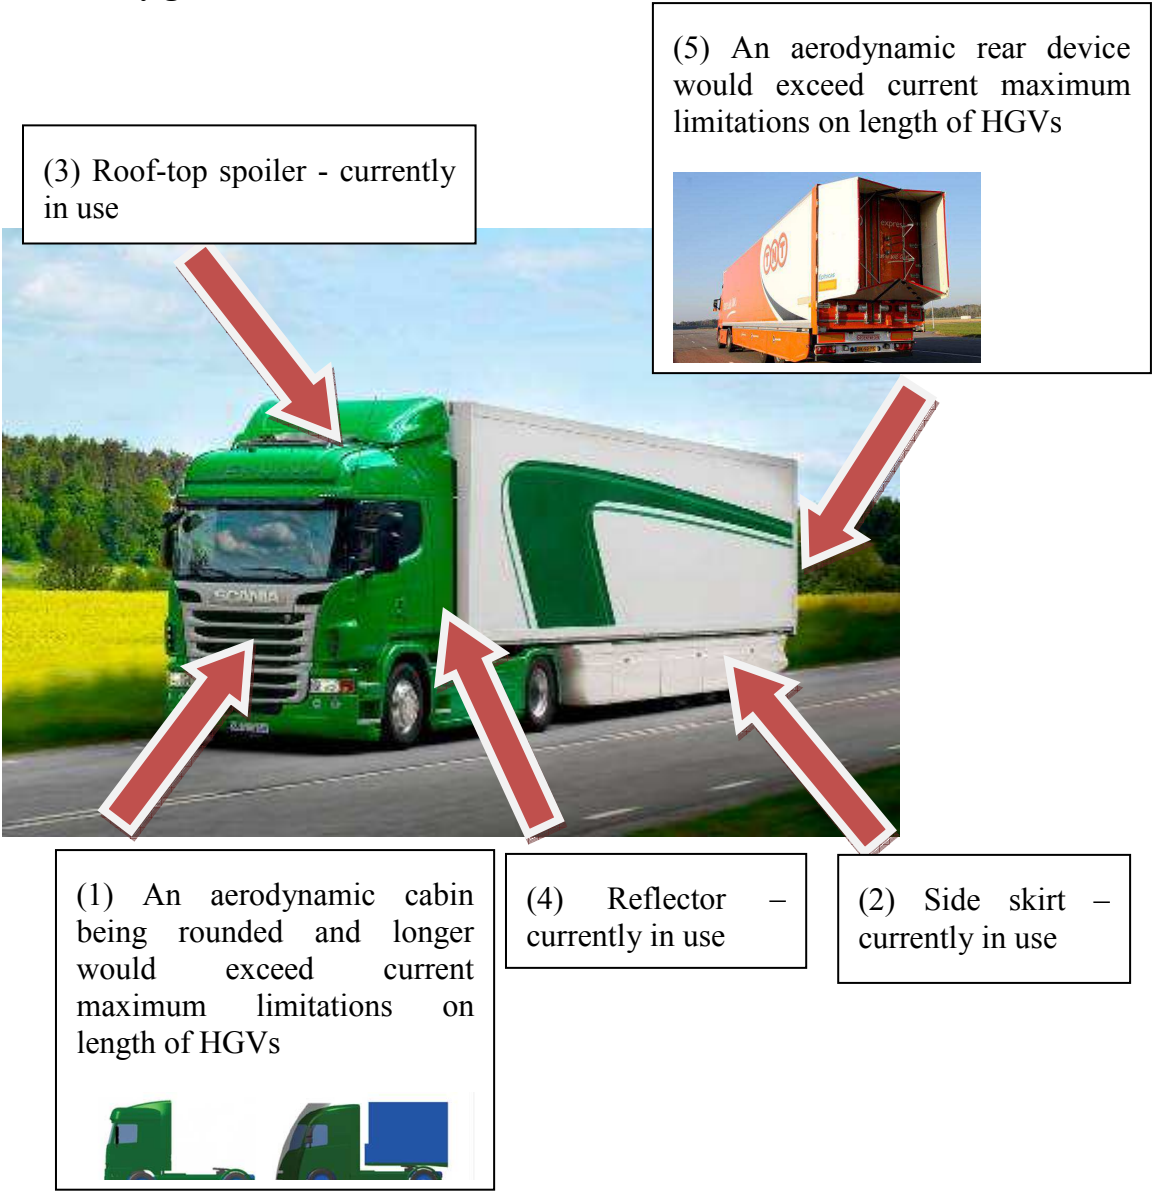 (5) An aerodynamic rear device
would exceed current maximum
limitations on length of HGVs
(3) Roof-top spoiler - currently
in use
TNT
SCANIA
(1) An aerodynamic cabin
being rounded and longer
would exceed current
maximum limitations on
length of HGVs
(4) Reflector –
currently in use
(2) Side skirt –
currently in use